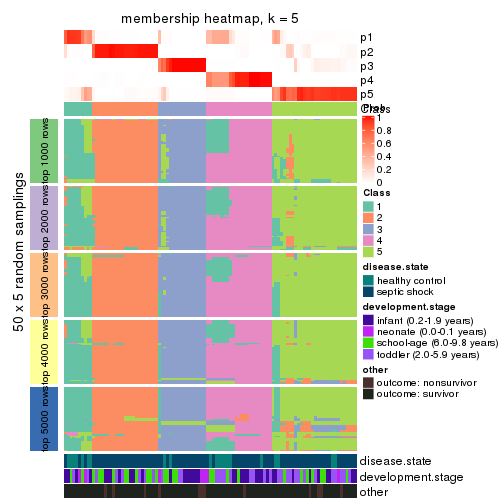 membership heatmap, k = 5
p1
p2
p3
p4
p5
Prob
Class
1
0.8
0.6
0.4
0.2
0
Class
1
2
3
4
5
disease.state
healthy control
septic shock
development.stage
infant (0.2-1.9 years)
neonate (0.0-0.1 years)
school-age (6.0-9.8 years)
toddler (2.0-5.9 years)
other
outcome: nonsurvivor
outcome: survivor
50 x 5 random samplings
top 1000 rows
top 2000 rows
top 3000 rows
top 4000 rows
top 5000 rows
disease.state
development.stage
other